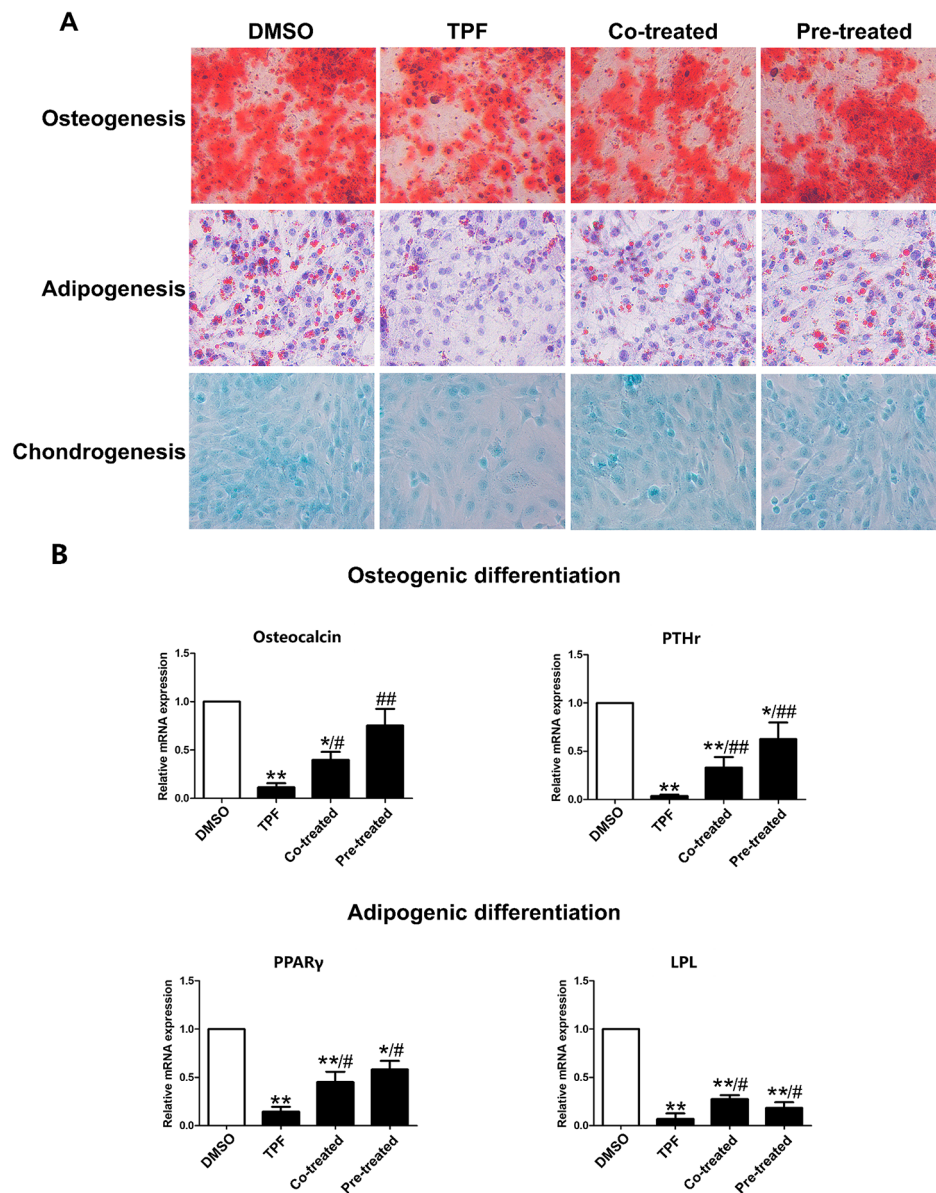 A
DMSO TPF Co-treated Pre-treated
Osteogenesis
Adipogenesis
Chondrogenesis
B
Osteogenic differentiation
Osteocalcin
Relative mRNA expression
1.5
1.0
0.5
0.0
**
*/#
##
DMSO
TPF
Co-treated
Pre-treated
PTHr
Relative mRNA expression
1.5
1.0
0.5
0.0
**
**/##
*/##
DMSO
TPF
Co-treated
Pre-treated
Adipogenic differentiation
PPARγ
Relative mRNA expression
1.5
1.0
0.5
0.0
**
**/#
*/#
DMSO
TPF
Co-treated
Pre-treated
LPL
Relative mRNA expression
1.5
1.0
0.5
0.0
**
**/#
**/#
DMSO
TPF
Co-treated
Pre-treated